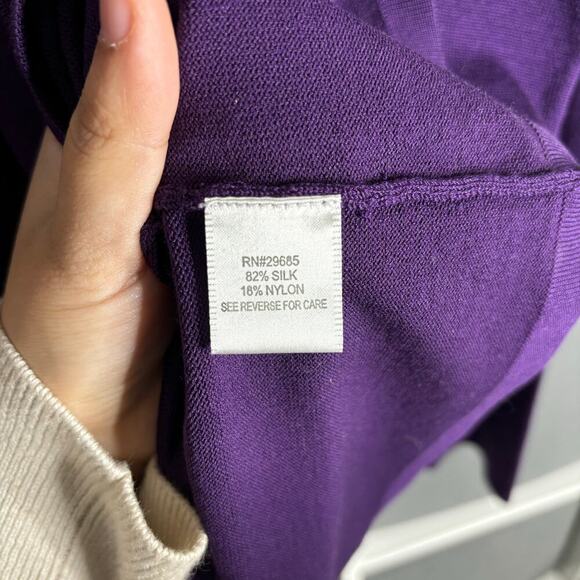 RN#29685
82% SILK
18% NYLON
SEE REVERSE FOR CARE